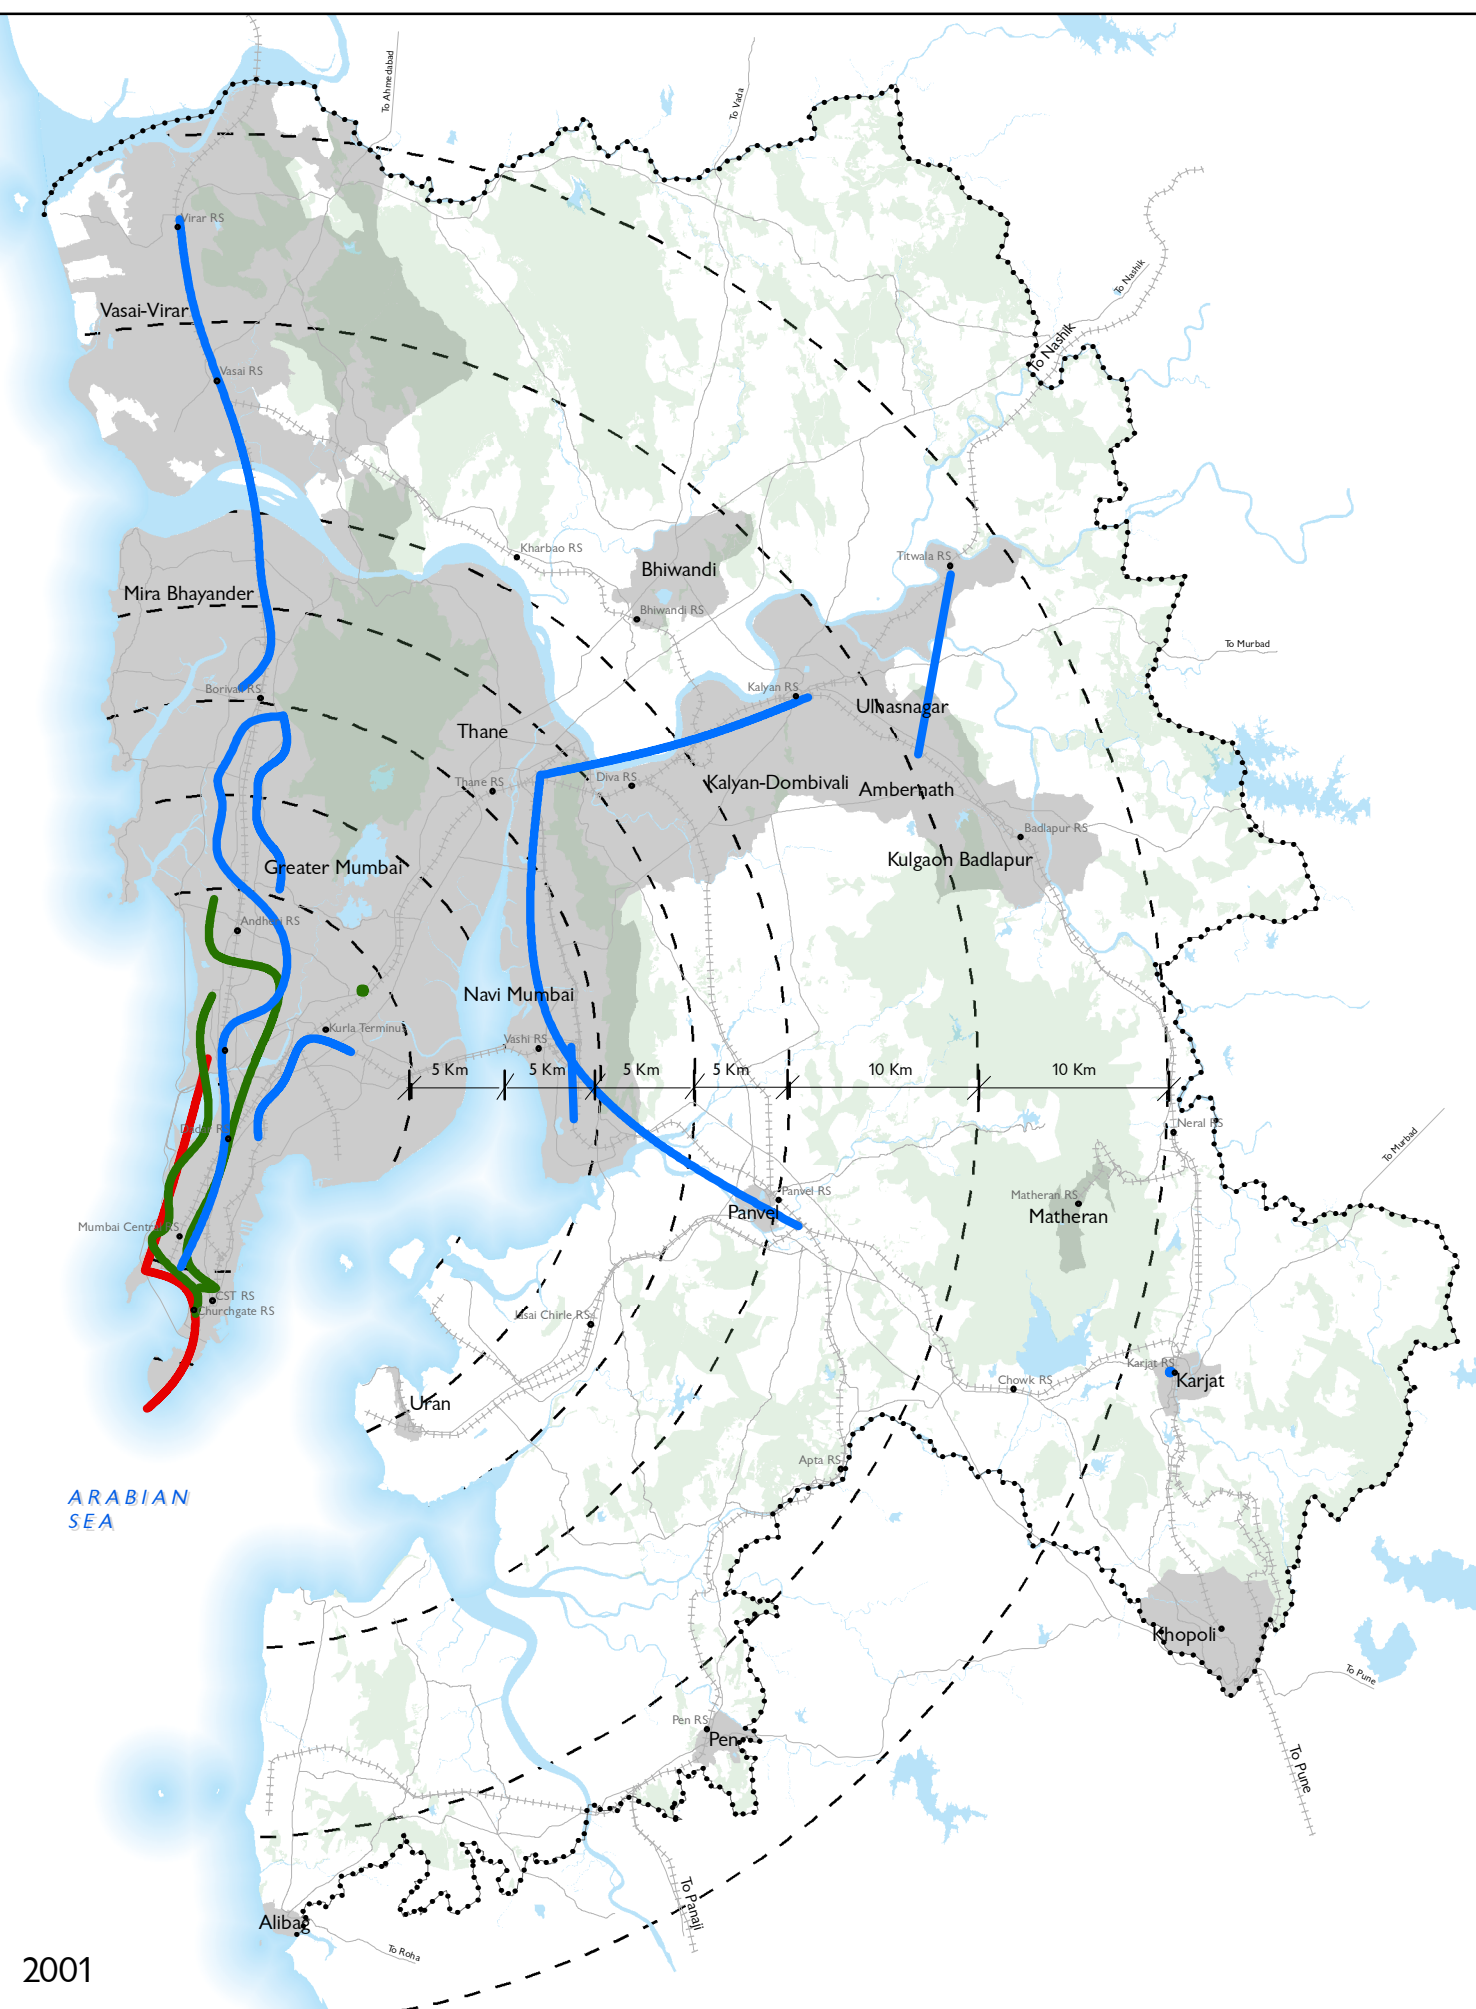 To Ahmedabad
To Vada
Virar RS
To Nashik
Vasai-Virar
To Nashik
Vasai RS
Kharbao RS
Titwala RS
Bhiwandi
Mira Bhayander
Bhiwandi RS
To Murbad
Borivali RS
Kalyan RS
Ulhasnagar
Thane
Thane RS
Diva RS
Kalyan-Dombivali
Ambernath
Badlapur RS
Greater Mumbai
Kulgaon Badlapur
Andheri RS
Navi Mumbai
Kurla Terminus
Vashi RS
5 Km
5 Km
5 Km
5 Km
10 Km
10 Km
Dadar RS
Neral RS
To Murbad
Panvel RS
Matheran RS
Panvel
Matheran
Mumbai Central RS
CST RS
Churchgate RS
Jasai Chirle RS
Karjat RS
Karjat
Chowk RS
Uran
Apta RS
ARABIAN
SEA
Khopoli
To Pune
Pen RS
Pen
To Pune
To Panaji
Alibag
To Roha
2001